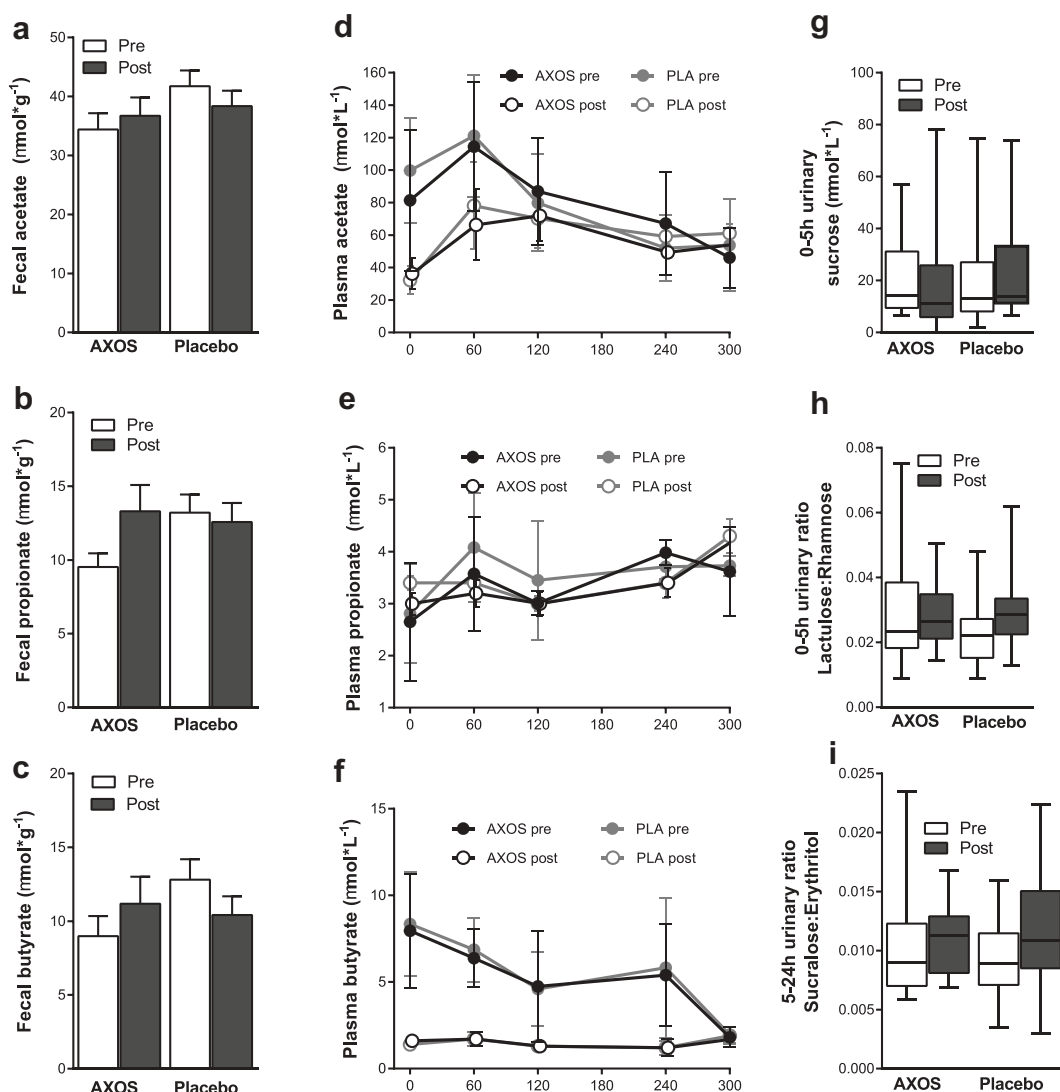 a
Fecal acetate (mmol*g-1)
50
40
30
20
10
0
Pre
Post
AXOS Placebo
b
Fecal propionate (mmol*g-1)
20
15
10
5
0
Pre
Post
AXOS Placebo
c
Fecal butyrate (mmol*g-1)
20
15
10
5
0
Pre
Post
AXOS Placebo
d
Plasma acetate (mmol*L-1)
160
140
120
100
80
60
40
20
0
AXOS pre PLA pre
AXOS post PLA post
0 60 120 180 240 300
e
Plasma propionate (mmol*L-1)
6
5
4
3
2
1
AXOS pre PLA pre
AXOS post PLA post
0 60 120 180 240 300
f
Plasma butyrate (mmol*L-1)
15
10
5
0
AXOS pre PLA pre
AXOS post PLA post
0 60 120 180 240 300
g
0-5h urinary
sucrose (mmol*L-1)
100
80
60
40
20
0
Pre
Post
AXOS Placebo
h
0-5h urinary ratio
Lactulose:Rhamnose
0.08
0.06
0.04
0.02
0.00
Pre
Post
AXOS Placebo
i
5-24h urinary ratio
Sucralose:Erythritol
0.025
0.020
0.015
0.010
0.005
0.000
Pre
Post
AXOS Placebo